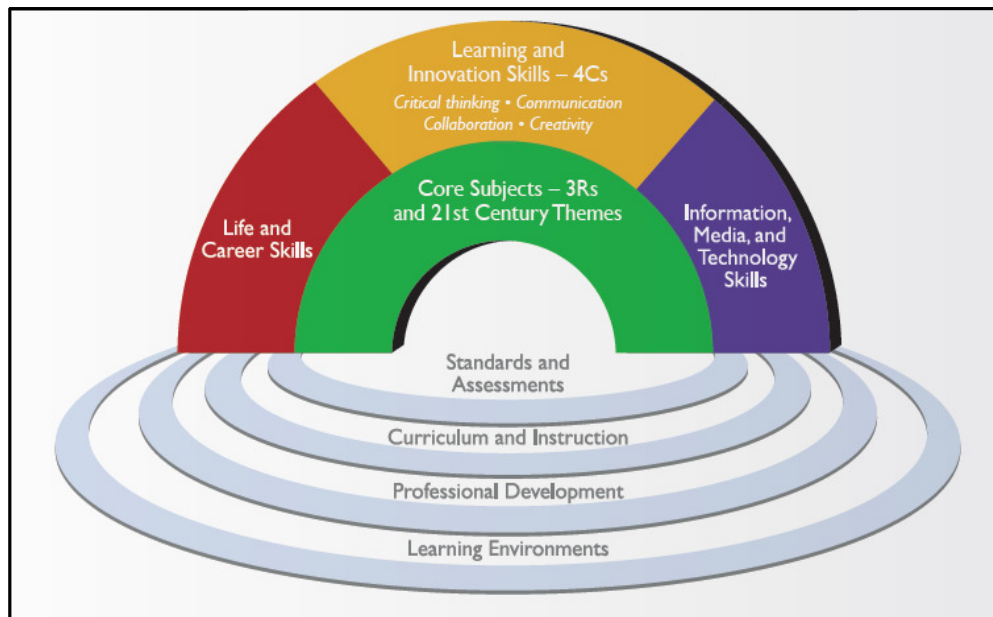 Learning and
Innovation Skills – 4Cs
Critical thinking • Communication
Collaboration • Creativity
Core Subjects – 3Rs
and 21st Century Themes
Life and
Career Skills
Information,
Media, and
Technology
Skills
Standards and
Assessments
Curriculum and Instruction
Professional Development
Learning Environments